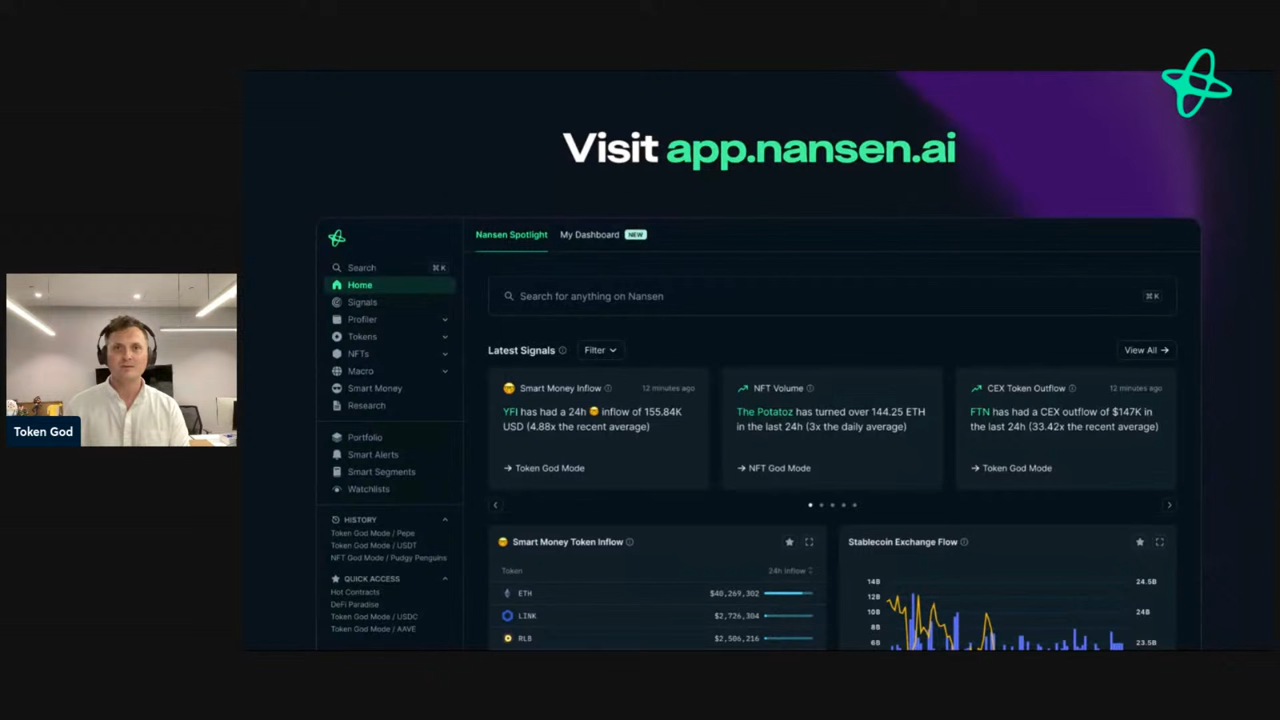 Visit app.nansen.ai
Nansen Spotlight
My Dashboard NEW
Search ⌘K
Home
Signals
Profiler
Tokens
NFTs
Macro
Smart Money
Research
Portfolio
Smart Alerts
Smart Segments
Watchlists
HISTORY
Token God Mode / Pepe
Token God Mode / USDT
NFT God Mode / Pudgy Penguins
QUICK ACCESS
Hot Contracts
DeFi Paradise
Token God Mode / USDC
Token God Mode / AAVE
Search for anything on Nansen ⌘K
Latest Signals
Filter
View All →
Smart Money Inflow
12 minutes ago
YFI has had a 24h 🤓 inflow of 155.84K
USD (4.88x the recent average)
→ Token God Mode
NFT Volume
The Potatoz has turned over 144.25 ETH
in the last 24h (3x the daily average)
→ NFT God Mode
CEX Token Outflow
12 minutes ago
FTN has had a CEX outflow of $147K in
the last 24h (33.42x the recent average)
→ Token God Mode
Smart Money Token Inflow
Token 24h Inflow
ETH $40,269,302
LINK $2,726,304
RLB $2,506,216
Stablecoin Exchange Flow
14B 24.5B
12B
10B 24B
8B
6B 23.5B
Token God